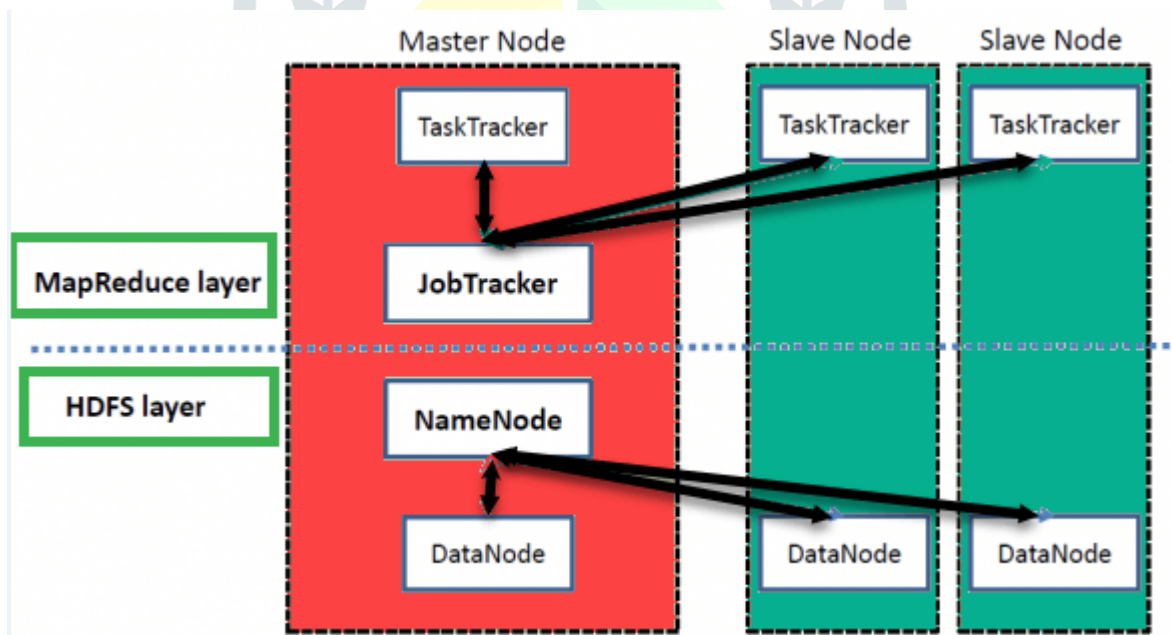 Master Node
Slave Node
Slave Node
TaskTracker
TaskTracker
TaskTracker
MapReduce layer
JobTracker
HDFS layer
NameNode
DataNode
DataNode
DataNode